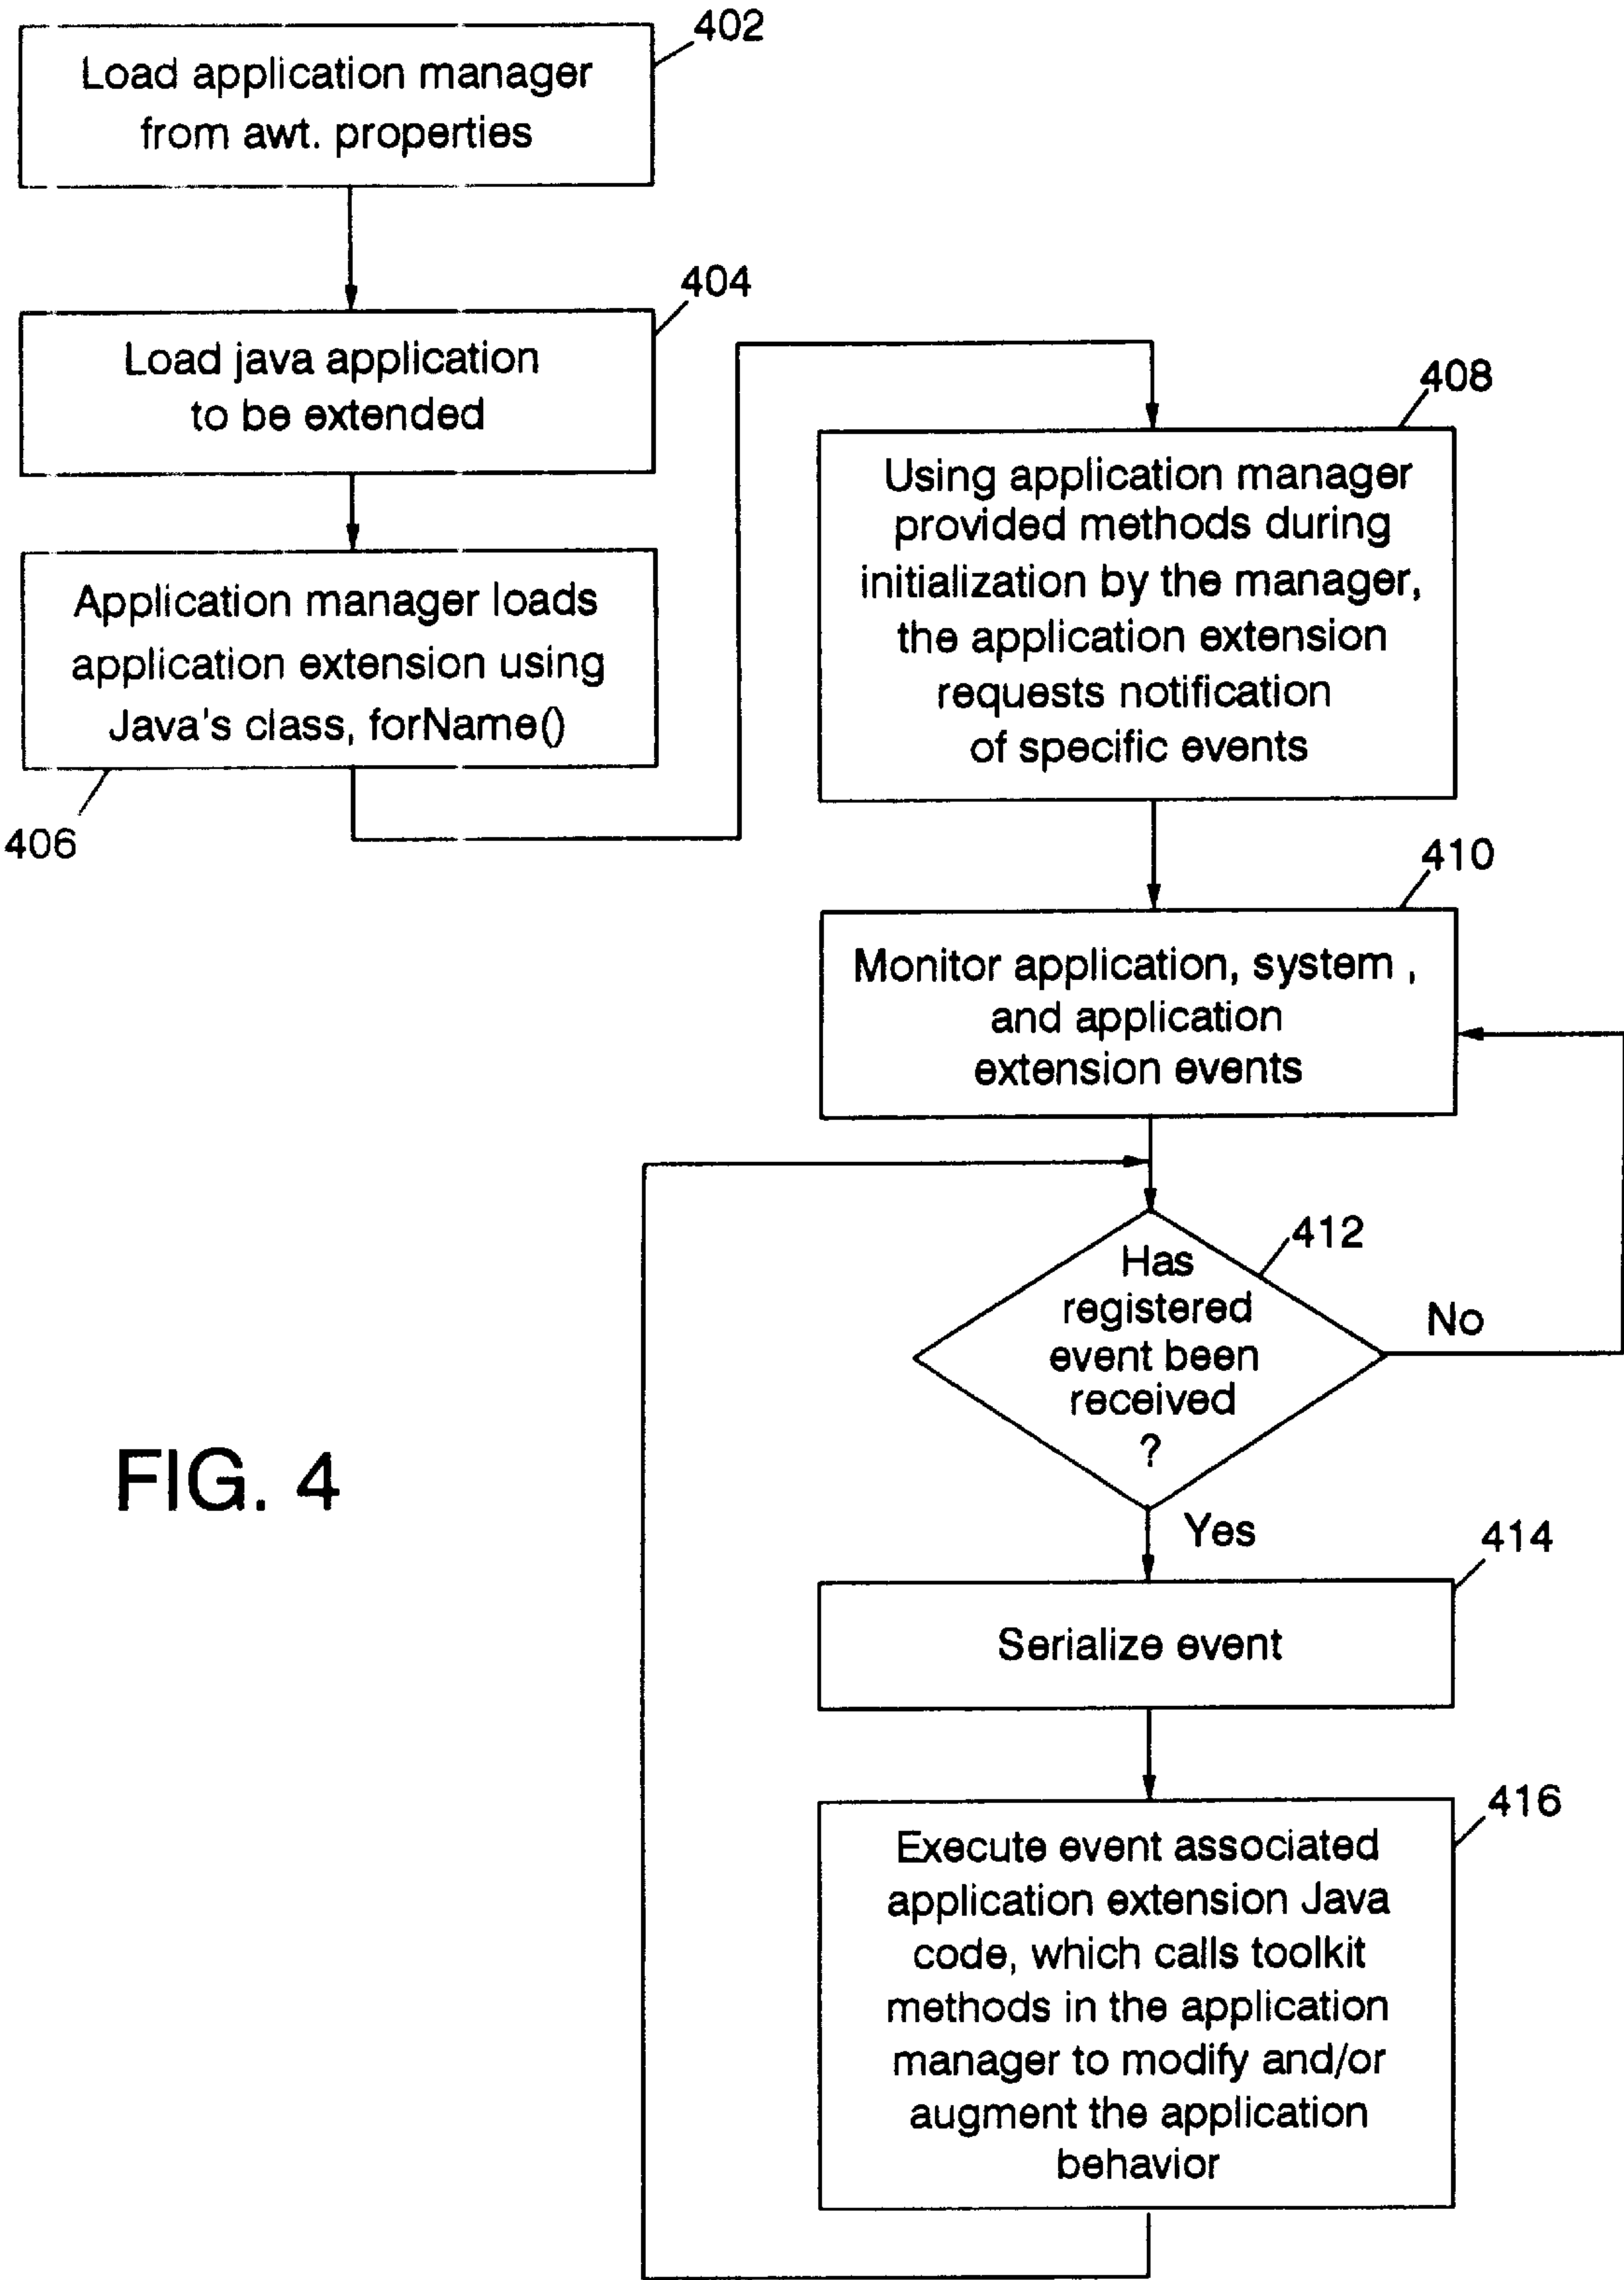 402
Load application manager
from awt. properties
404
Load java application
to be extended
406
Application manager loads
application extension using
Java's class, forName()
408
Using application manager
provided methods during
initialization by the manager,
the application extension
requests notification
of specific events
410
Monitor application, system ,
and application
extension events
412
Has
registered
event been
received
?
No
Yes
414
Serialize event
416
Execute event associated
application extension Java
code, which calls toolkit
methods in the application
manager to modify and/or
augment the application
behavior
FIG. 4